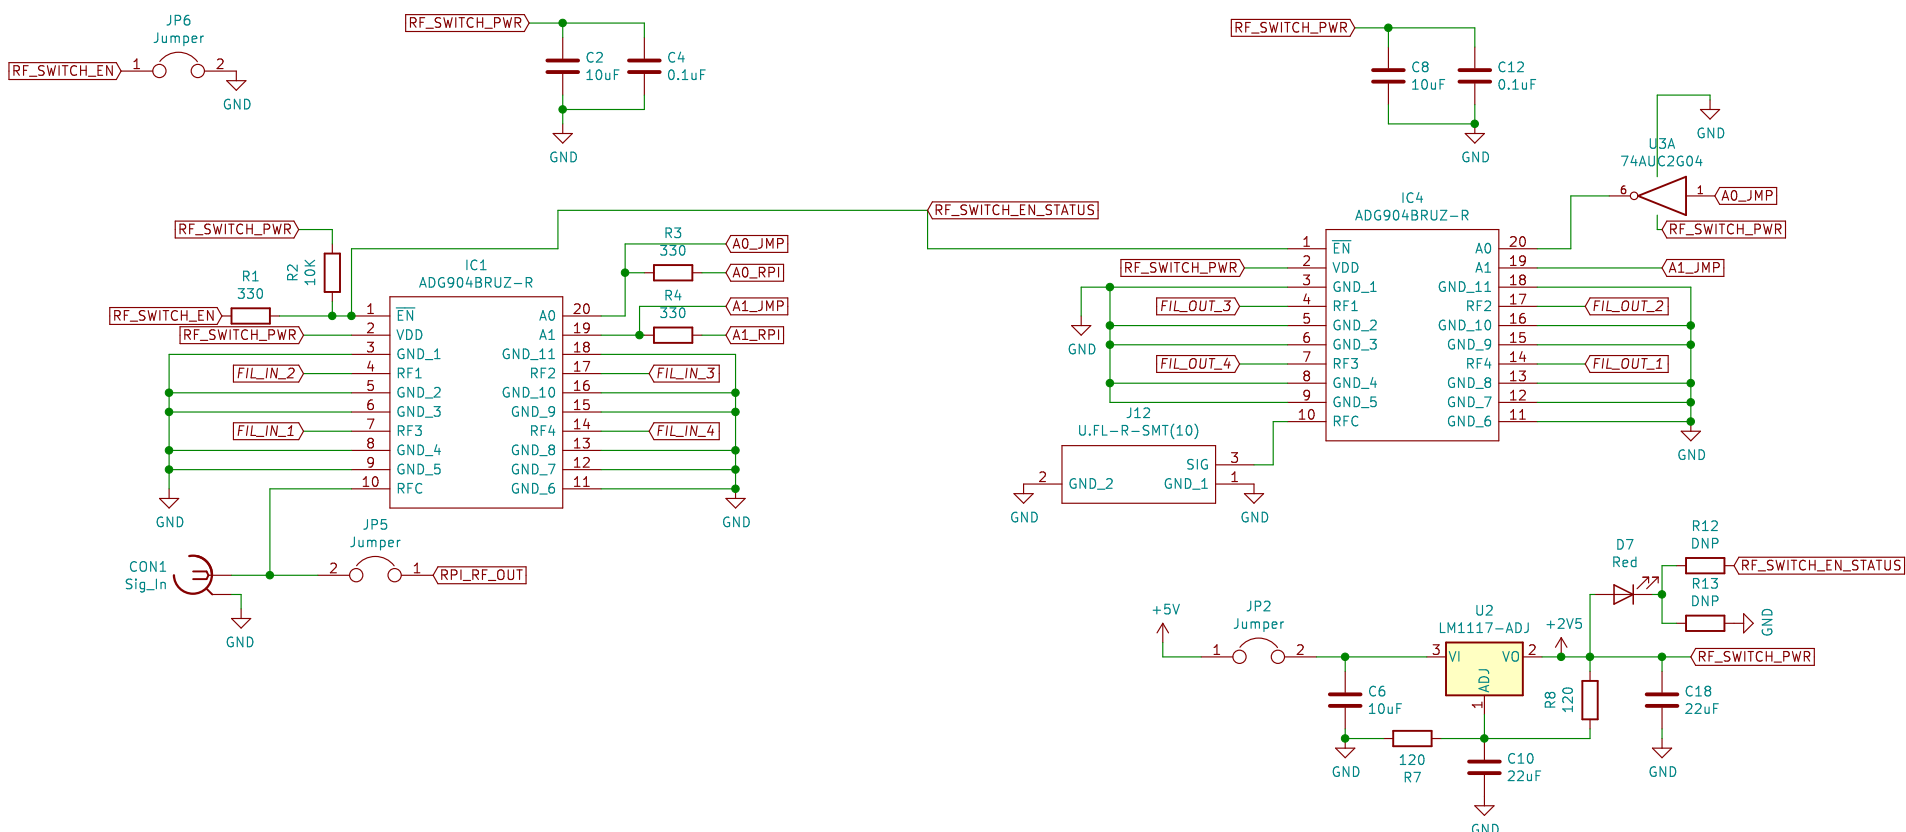 JP6
Jumper
RF_SWITCH_EN
1
2
GND
RF_SWITCH_PWR
C2
10uF
C4
0.1uF
GND
RF_SWITCH_PWR
C8
10uF
C12
0.1uF
GND
GND
U3A
74AUC2G04
6
1
A0_JMP
RF_SWITCH_PWR
RF_SWITCH_EN_STATUS
RF_SWITCH_PWR
R2
10K
R1
330
RF_SWITCH_EN
RF_SWITCH_PWR
IC1
ADG904BRUZ-R
1 EN A0 20
2 VDD A1 19
3 GND_1 GND_11 18
4 RF1 RF2 17
5 GND_2 GND_10 16
6 GND_3 GND_9 15
7 RF3 RF4 14
8 GND_4 GND_8 13
9 GND_5 GND_7 12
10 RFC GND_6 11
FIL_IN_2
FIL_IN_1
FIL_IN_3
FIL_IN_4
GND
GND
R3
330
A0_JMP
A0_RPI
R4
330
A1_JMP
A1_RPI
CON1
Sig_In
GND
JP5
Jumper
2
1
RPI_RF_OUT
IC4
ADG904BRUZ-R
1 EN A0 20
2 VDD A1 19
3 GND_1 GND_11 18
4 RF1 RF2 17
5 GND_2 GND_10 16
6 GND_3 GND_9 15
7 RF3 RF4 14
8 GND_4 GND_8 13
9 GND_5 GND_7 12
10 RFC GND_6 11
RF_SWITCH_PWR
A1_JMP
FIL_OUT_3
FIL_OUT_2
GND
FIL_OUT_4
FIL_OUT_1
GND
J12
U.FL-R-SMT(10)
SIG 3
2 GND_2 GND_1 1
GND
GND
R12
DNP
D7
Red
RF_SWITCH_EN_STATUS
R13
DNP
GND
+5V
JP2
Jumper
1
2
U2
LM1117-ADJ
3 VI VO 2
ADJ
1
+2V5
RF_SWITCH_PWR
C6
10uF
R8
120
C18
22uF
GND
120
R7
C10
22uF
GND
GND